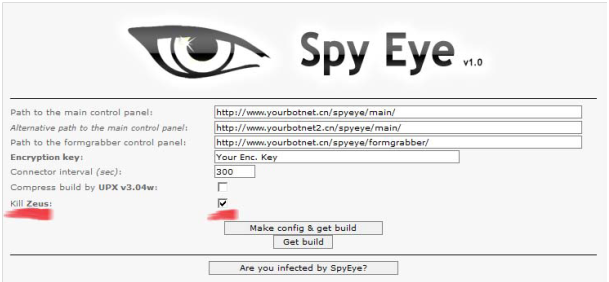 Spy Eye v1.0
Path to the main control panel: http://www.yourbotnet.cn/spyeye/main/
Alternative path to the main control panel: http://www.yourbotnet2.cn/spyeye/main/
Path to the formgrabber control panel: http://www.yourbotnet.cn/spyeye/formgrabber/
Encryption key: Your Enc. Key
Connector interval (sec): 300
Compress build by UPX v3.04w:
Kill Zeus:
Make config & get build
Get build
Are you infected by SpyEye?